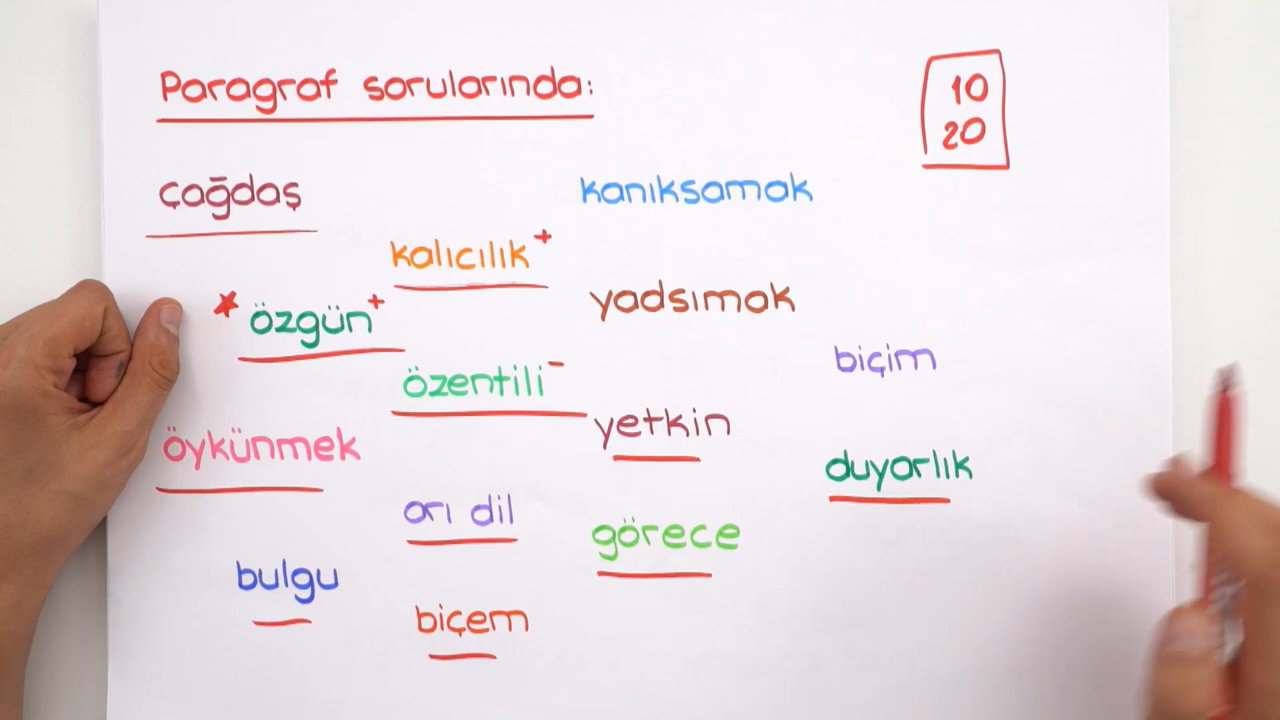 Paragraf sorularında:
10
20
çağdaş
kanıksamak
kalıcılık +
yadsımak
* özgün +
biçim
özentili -
yetkin
öykünmek
duyarlık
arı dil
görece
bulgu
biçem